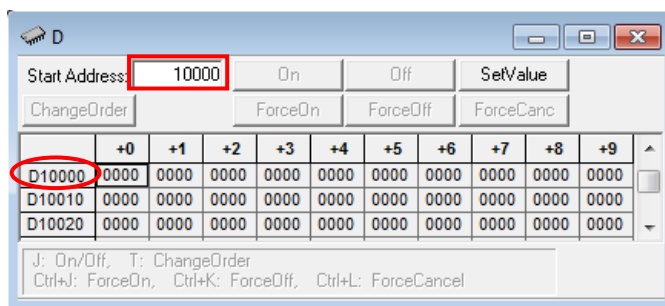 D
Start Address: 10000 On Off SetValue
ChangeOrder ForceOn ForceOff ForceCanc
+0 +1 +2 +3 +4 +5 +6 +7 +8 +9
D10000 0000 0000 0000 0000 0000 0000 0000 0000 0000 0000
D10010 0000 0000 0000 0000 0000 0000 0000 0000 0000 0000
D10020 0000 0000 0000 0000 0000 0000 0000 0000 0000 0000
J: On/Off, T: ChangeOrder
Ctrl+J: ForceOn, Ctrl+K: ForceOff, Ctrl+L: ForceCancel